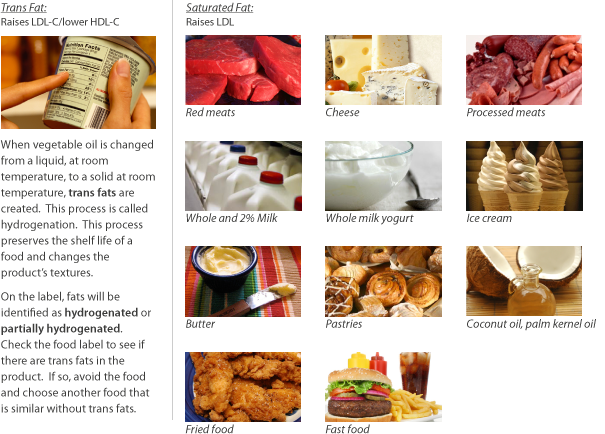 Trans Fat:
Raises LDL-C/lower HDL-C
Nutrition Facts
When vegetable oil is changed
from a liquid, at room
temperature, to a solid at room
temperature, trans fats are
created. This process is called
hydrogenation. This process
preserves the shelf life of a
food and changes the
product's textures.
On the label, fats will be
identified as hydrogenated or
partially hydrogenated.
Check the food label to see if
there are trans fats in the
product. If so, avoid the food
and choose another food that
is similar without trans fats.
Saturated Fat:
Raises LDL
Red meats
Cheese
Processed meats
Whole and 2% Milk
Whole milk yogurt
Ice cream
Butter
Pastries
Coconut oil, palm kernel oil
Fried food
Fast food